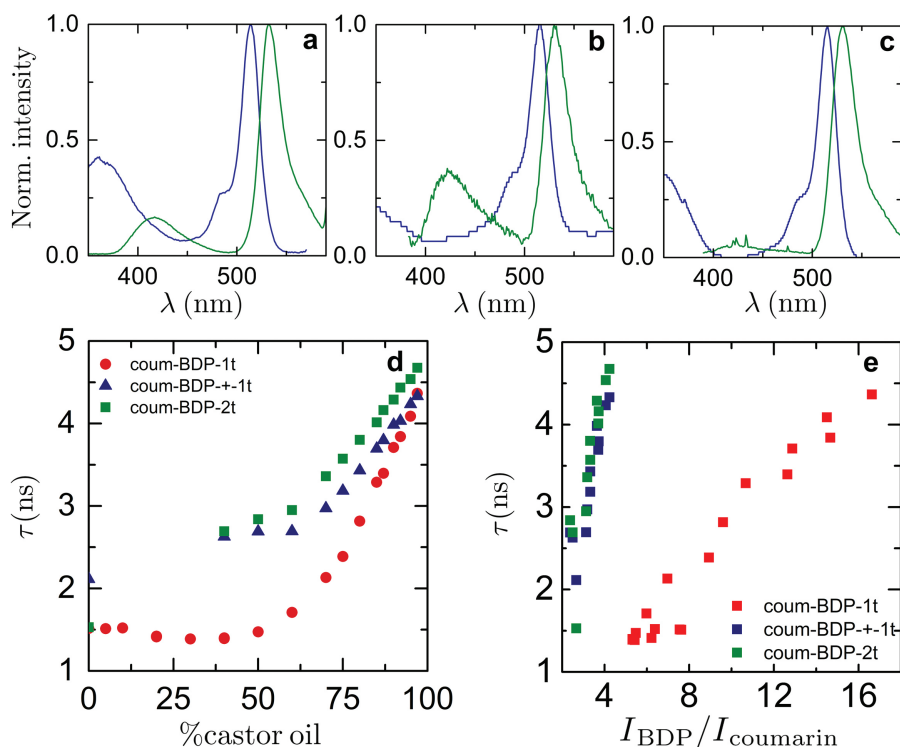 1.0 1.0 1.0
a b c
Norm. intensity
0.5 0.5 0.5
0.0 0.0 0.0
400 500 400 500 400 500
λ (nm) λ (nm) λ (nm)
5 5
coum-BDP-1t d e
coum-BDP-+-1t
coum-BDP-2t
4 4
τ(ns) τ(ns)
3 3
2 2
coum-BDP-1t
coum-BDP-+-1t
coum-BDP-2t
1 1
0 25 50 75 100 4 8 12 16
%castor oil I_BDP/I_coumarin